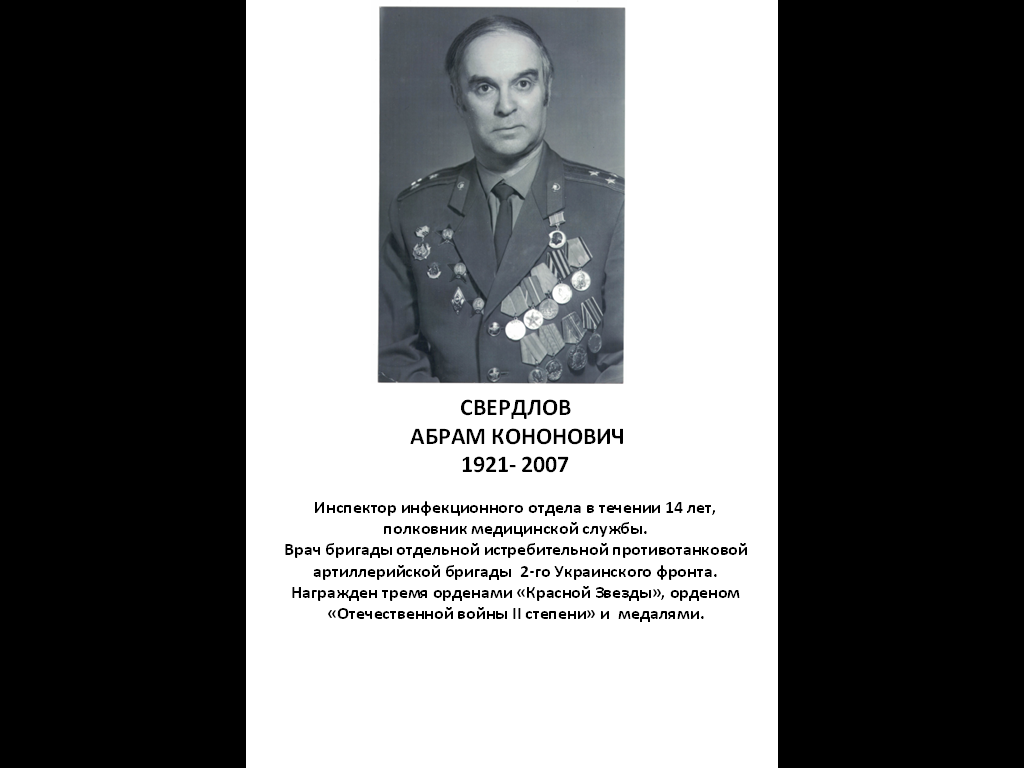 СВЕРДЛОВ
АБРАМ КОНОНОВИЧ
1921- 2007
Инспектор инфекционного отдела в течении 14 лет,
полковник медицинской службы.
Врач бригады отдельной истребительной противотанковой
артиллерийской бригады 2-го Украинского фронта.
Награжден тремя орденами «Красной Звезды», орденом
«Отечественной войны II степени» и медалями.